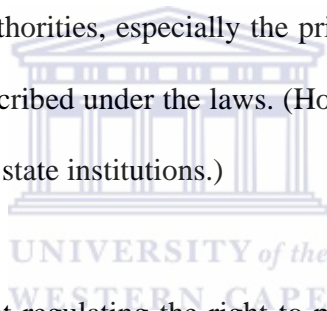 thorities, especially the pri
cribed under the laws. (Ho
state institutions.)
UNIVERSITY of the
t regulating the right to
WESTERN CAPE